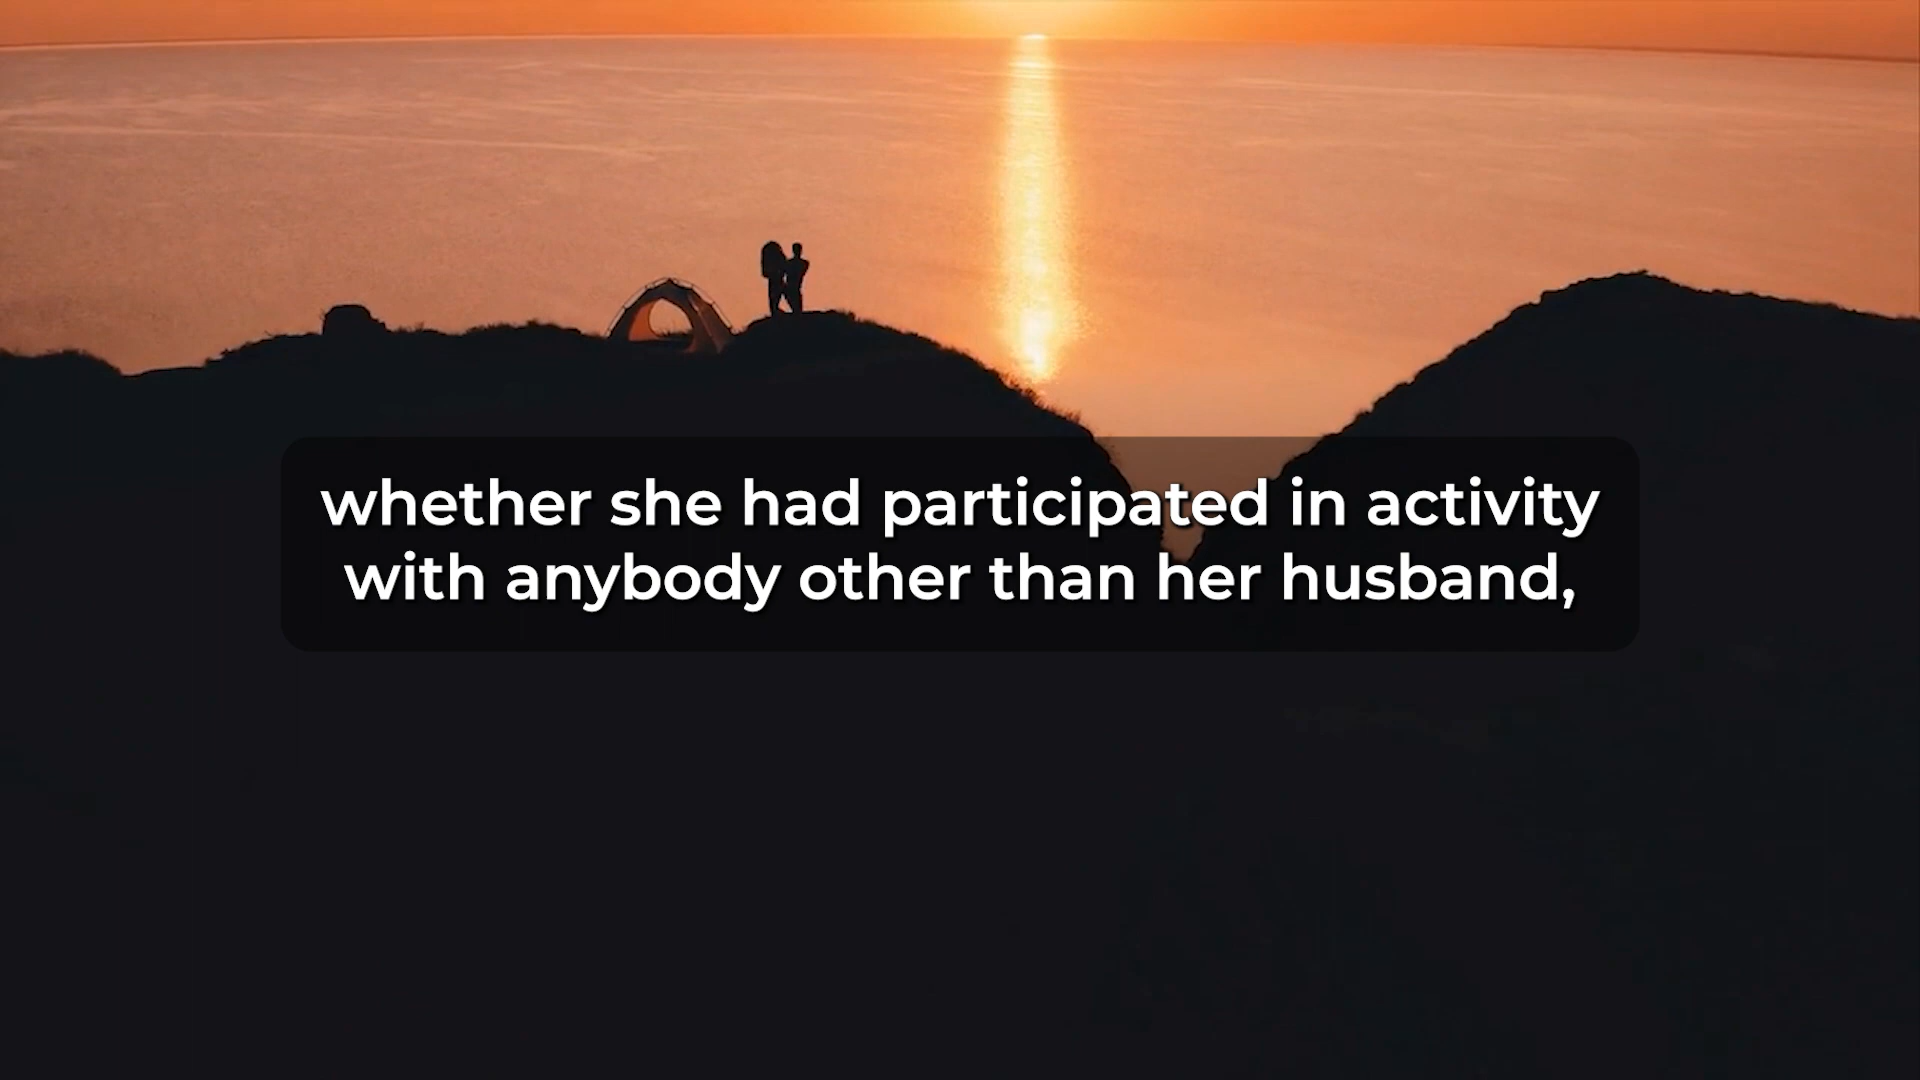 whether she had participated in activity
with anybody other than her husband,